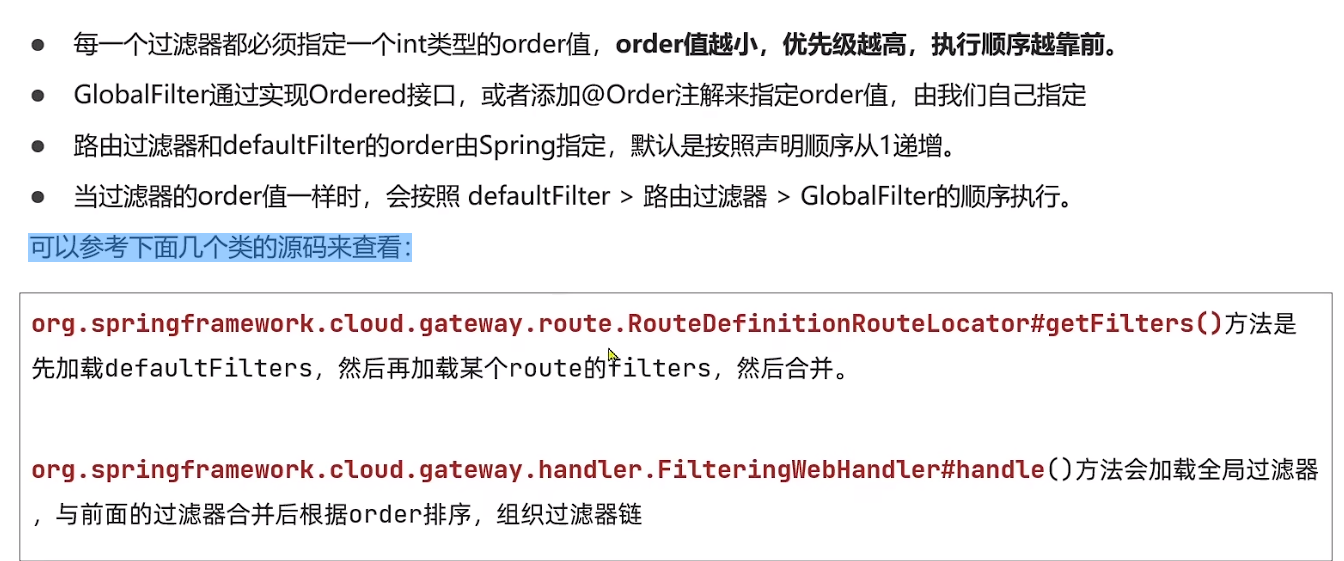 ● 每一个过滤器都必须指定一个int类型的order值，order值越小，优先级越高，执行顺序越靠前。
● GlobalFilter通过实现Ordered接口，或者添加@Order注解来指定order值，由我们自己指定
● 路由过滤器和defaultFilter的order由Spring指定，默认是按照声明顺序从1递增。
● 当过滤器的order值一样时，会按照 defaultFilter > 路由过滤器 > GlobalFilter的顺序执行。
可以参考下面几个类的源码来查看：
org.springframework.cloud.gateway.route.RouteDefinitionRouteLocator#getFilters()方法是
先加载defaultFilters，然后再加载某个route的filters，然后合并。
org.springframework.cloud.gateway.handler.FilteringWebHandler#handle()方法会加载全局过滤器
，与前面的过滤器合并后根据order排序，组织过滤器链